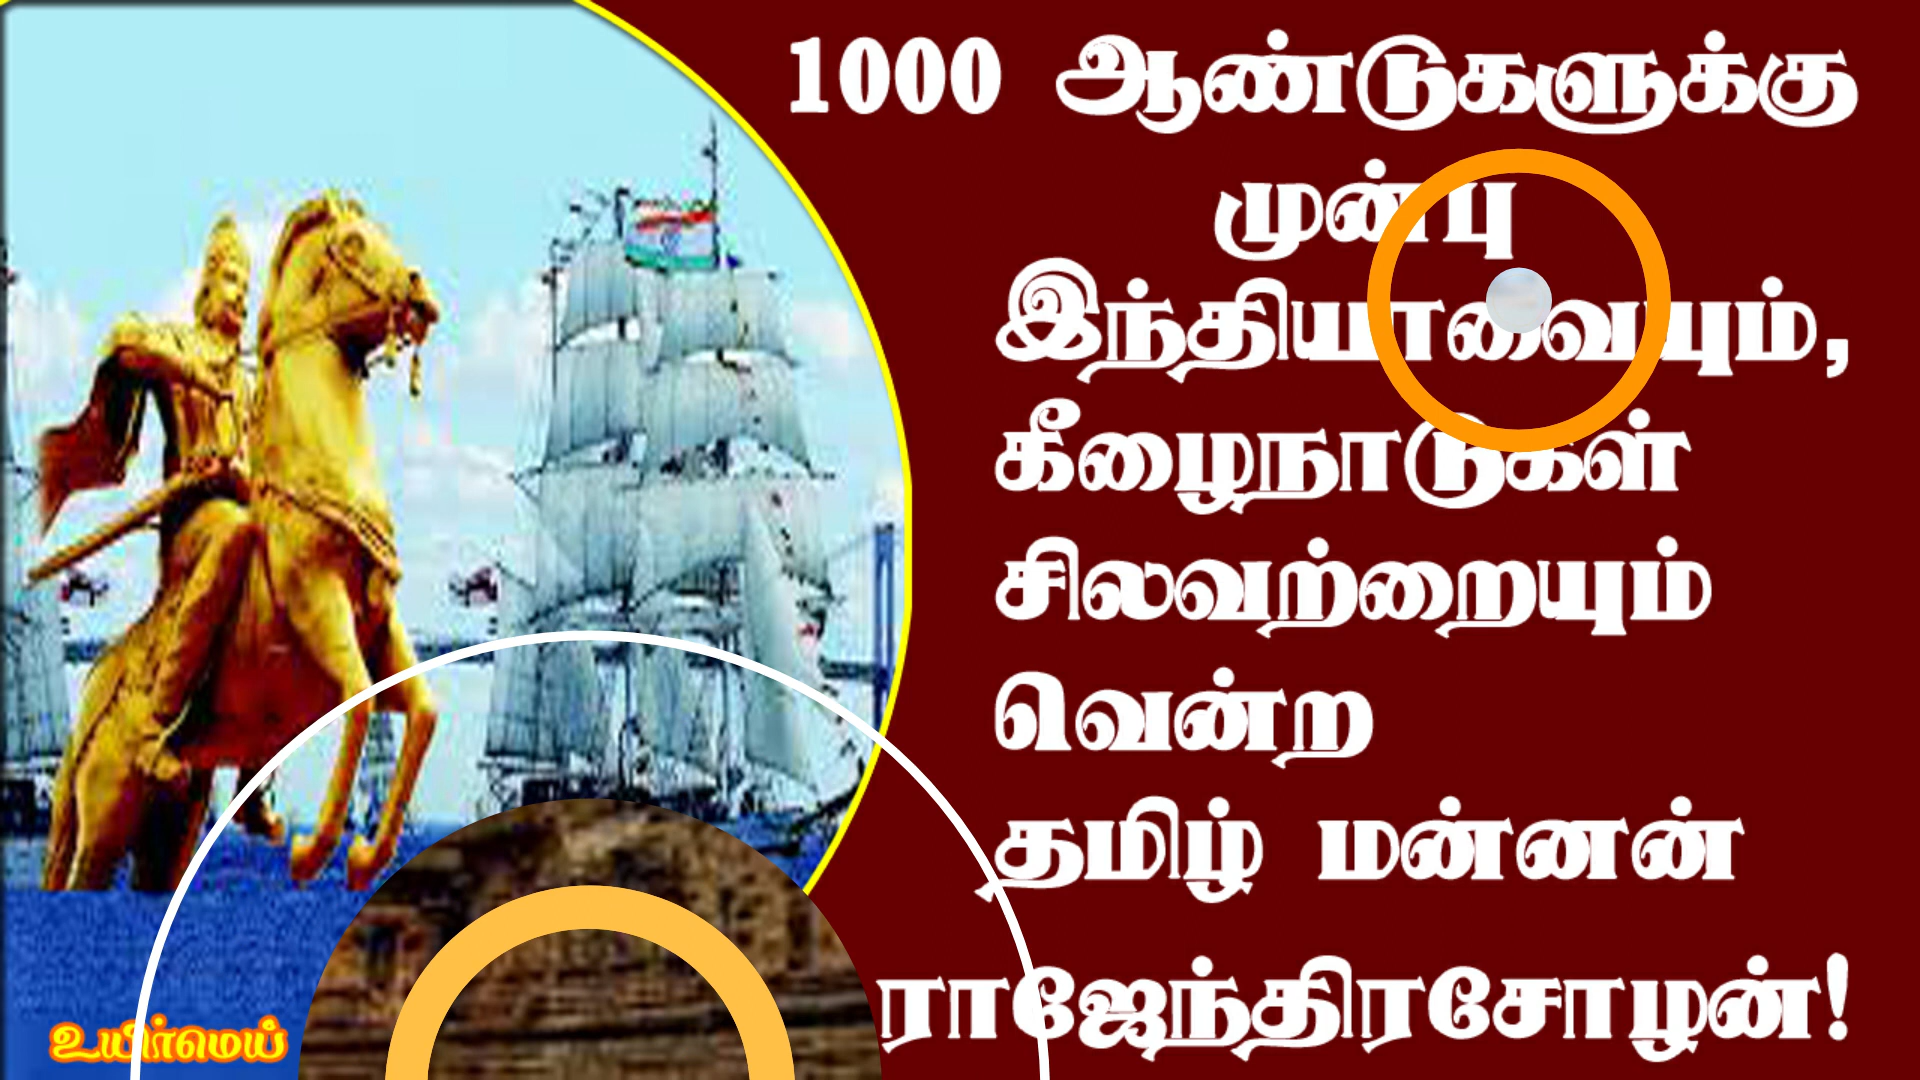 1000 ஆண்டுகளுக்கு
முன்பு
இந்தியாவையும்,
கீழைநாடுகள்
சிலவற்றையும்
வென்ற
தமிழ் மன்னன்
ராஜேந்திரசோழன்!
உயிர்மெய்